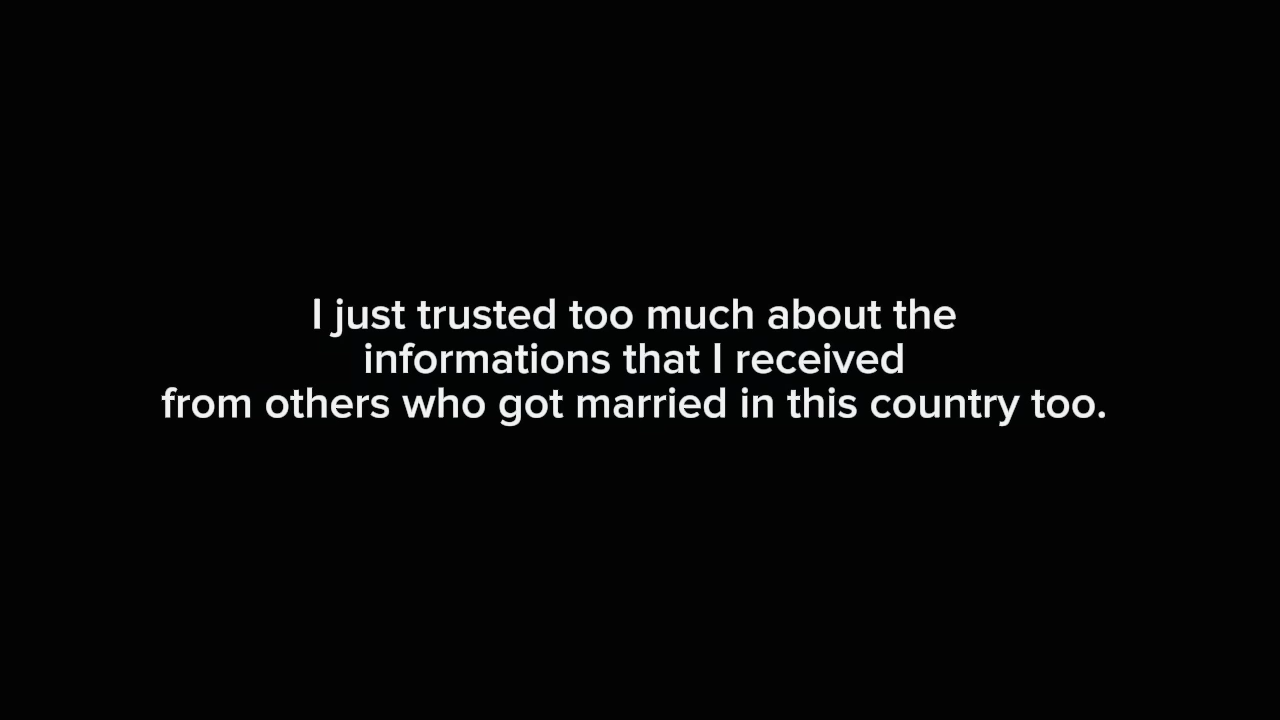 I just trusted too much about the
informations that I received
from others who got married in this country too.